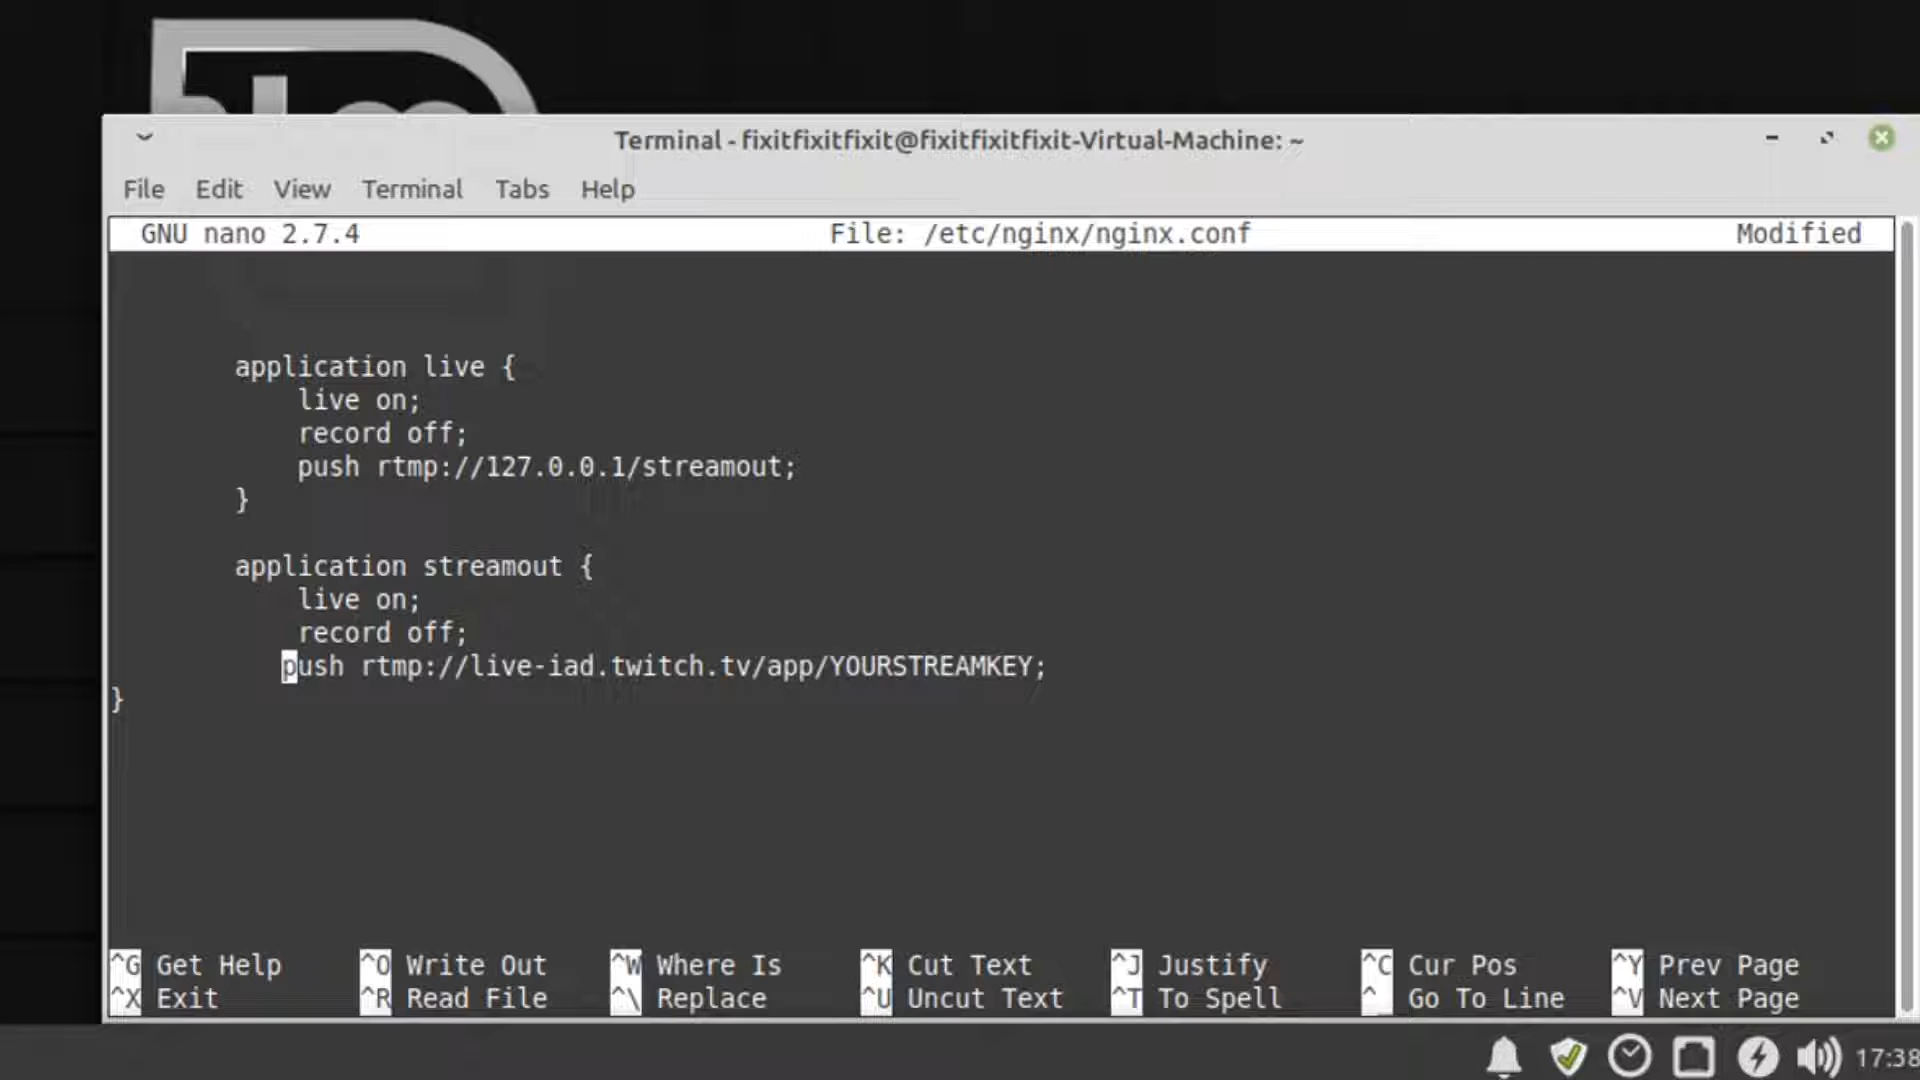 Terminal - fixitfixitfixit@fixitfixitfixit-Virtual-Machine: ~
File Edit View Terminal Tabs Help
GNU nano 2.7.4 File: /etc/nginx/nginx.conf Modified
application live {
live on;
record off;
push rtmp://127.0.0.1/streamout;
}
application streamout {
live on;
record off;
push rtmp://live-iad.twitch.tv/app/YOURSTREAMKEY;
}
^G Get Help ^O Write Out ^W Where Is ^K Cut Text ^J Justify ^C Cur Pos ^Y Prev Page
^X Exit ^R Read File ^\ Replace ^U Uncut Text ^T To Spell ^_ Go To Line ^V Next Page
17:38